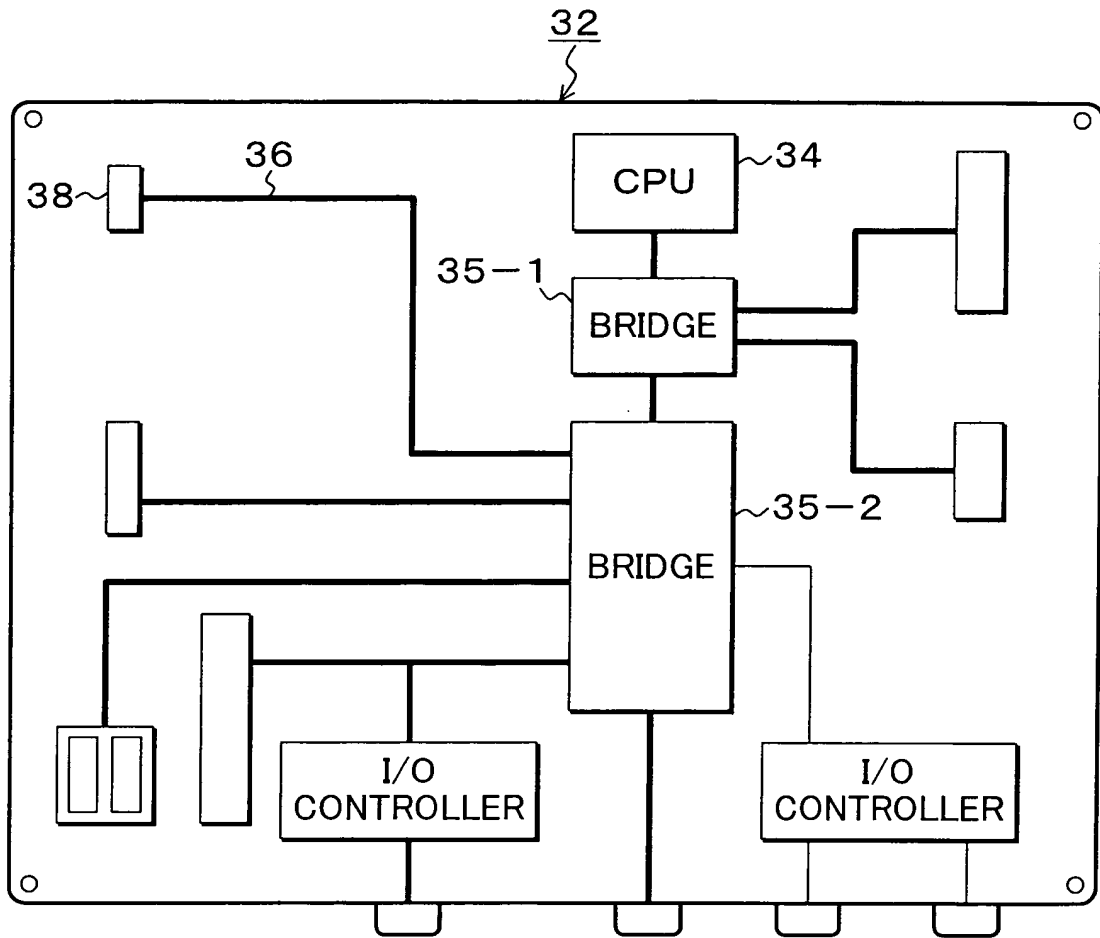 32
36
38
CPU
34
35-1
BRIDGE
35-2
BRIDGE
I/O
CONTROLLER
I/O
CONTROLLER